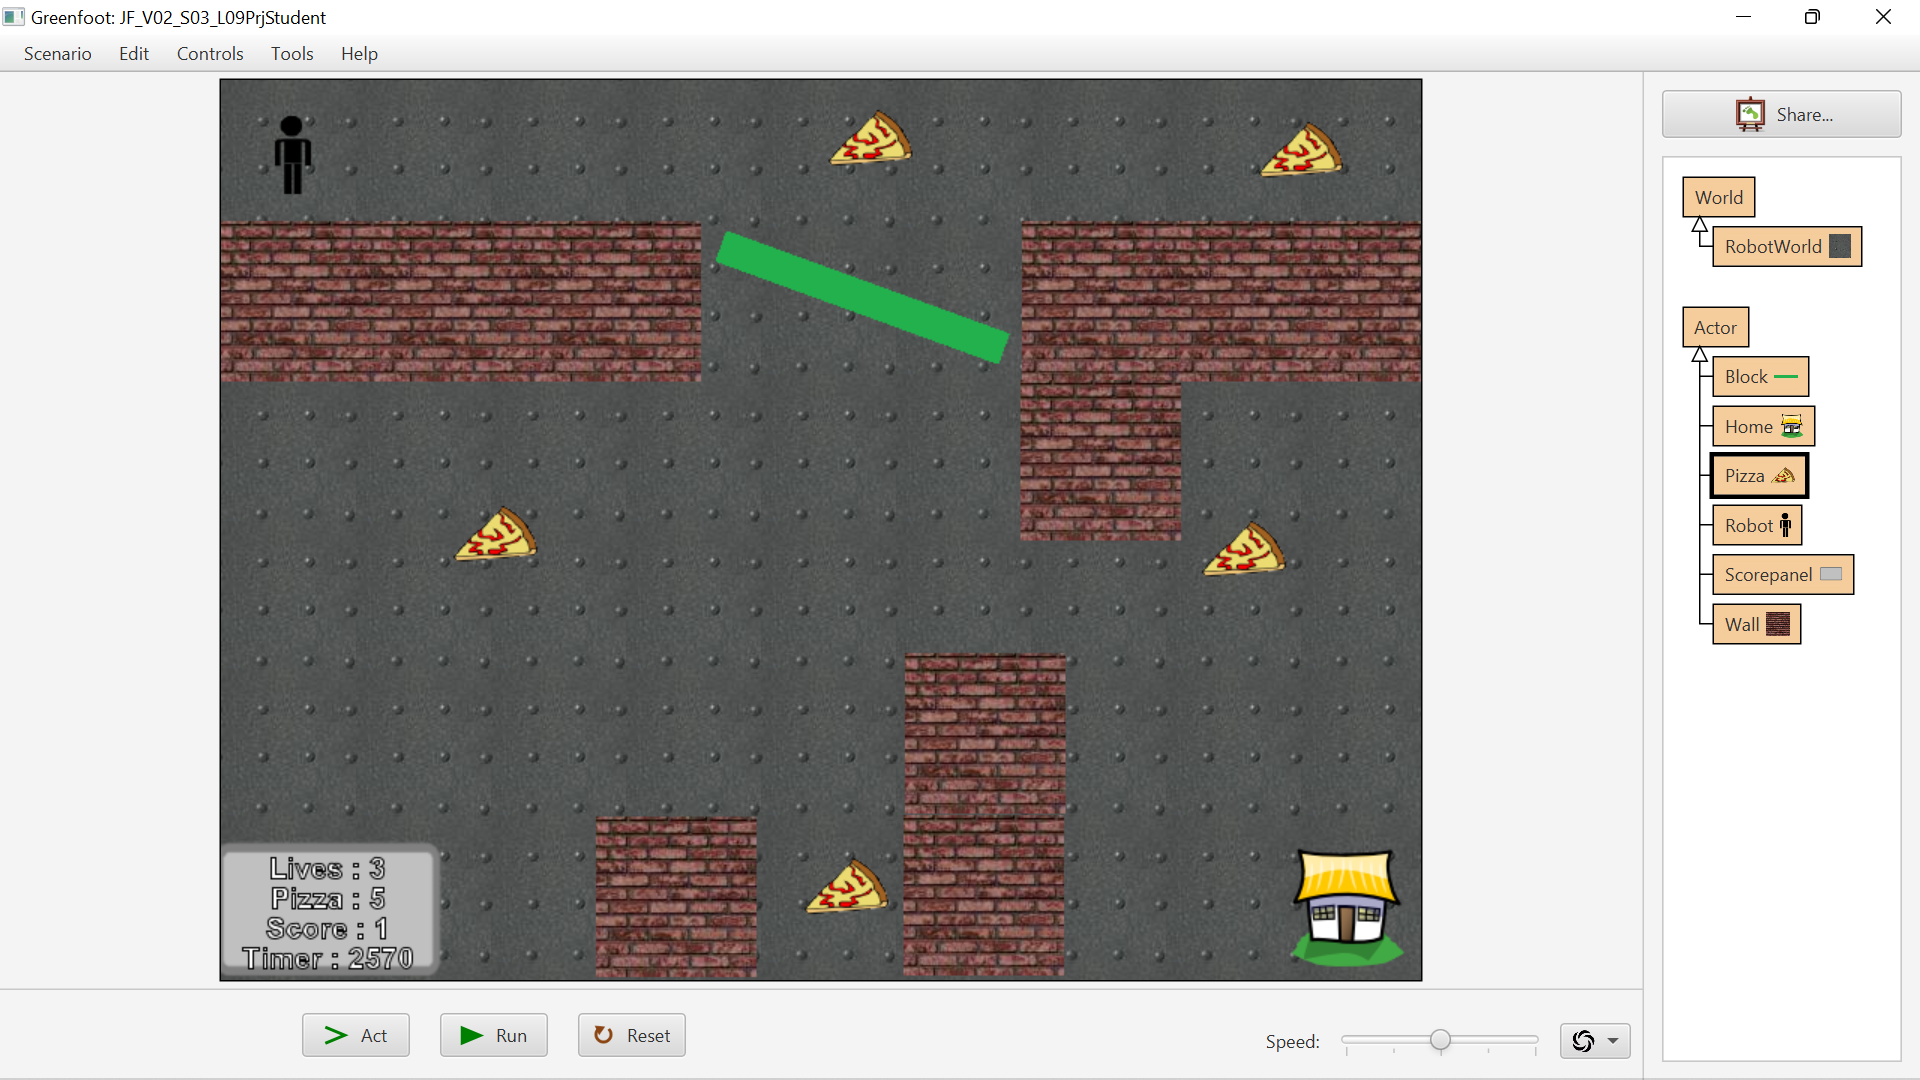 Greenfoot: JF_V02_S03_L09PrjStudent
Scenario Edit Controls Tools Help
Share...
World
RobotWorld
Actor
Block
Home
Pizza
Robot
Scorepanel
Wall
Lives : 3
Pizza : 5
Score : 1
Timer : 2570
Act Run Reset Speed: